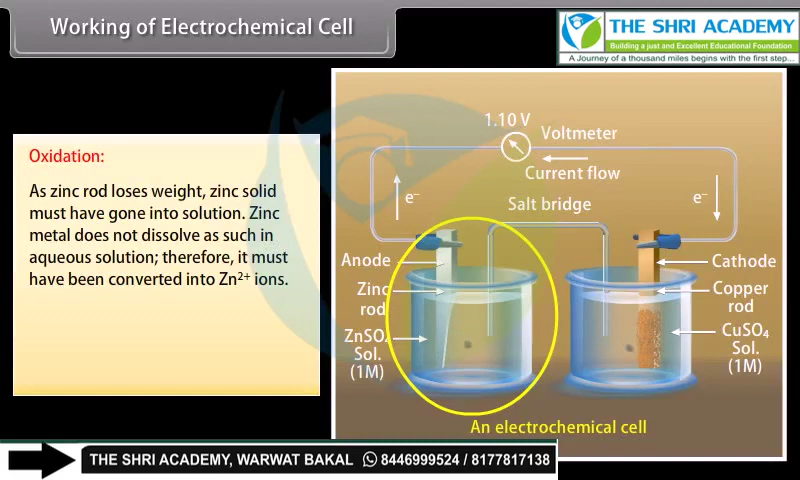 Working of Electrochemical Cell
THE SHRI ACADEMY
Building a just and Excellent Educational Foundation
A Journey of a thousand miles begins with the first step...
Oxidation:
As zinc rod loses weight, zinc solid
must have gone into solution. Zinc
metal does not dissolve as such in
aqueous solution; therefore, it must
have been converted into Zn²⁺ ions.
1.10 V
Voltmeter
Current flow
e⁻
Salt bridge
e⁻
Anode
Cathode
Zinc
rod
Copper
rod
ZnSO₄
Sol.
(1M)
CuSO₄
Sol.
(1M)
An electrochemical cell
THE SHRI ACADEMY, WARWAT BAKAL 8446999524 / 8177817138